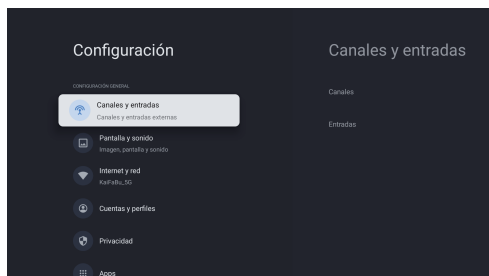 Configuración
CONFIGURACIÓN GENERAL
Canales y entradas
Canales y entradas externas
Pantalla y sonido
Imagen, pantalla y sonido
Internet y red
KaiFaBu_5G
Cuentas y perfiles
Privacidad
Apps
Canales y entradas
Canales
Entradas